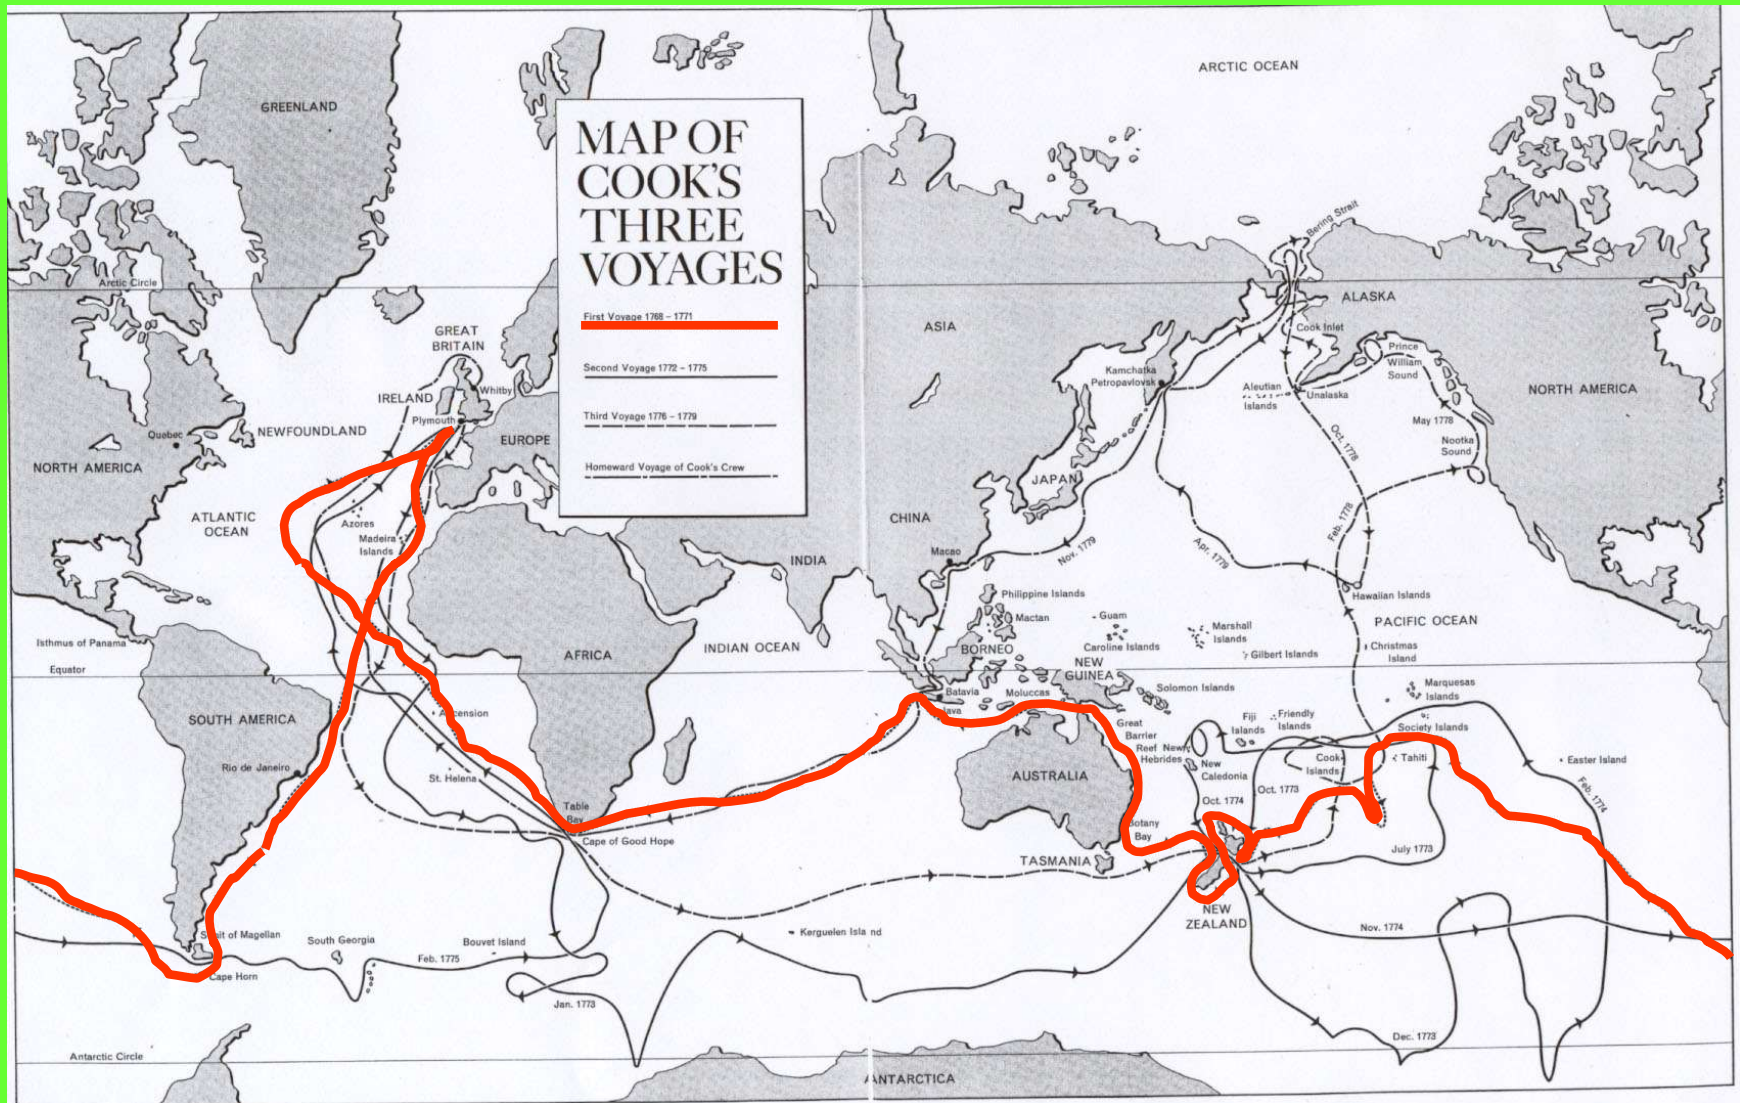 MAP OF
COOK'S
THREE
VOYAGES
First Voyage 1768 – 1771
Second Voyage 1772 – 1775
Third Voyage 1776 – 1779
Homeward Voyage of Cook's Crew
GREENLAND
ARCTIC OCEAN
Bering Strait
Arctic Circle
ALASKA
GREAT
BRITAIN
ASIA
Cook Inlet
Prince
William
Sound
Kamchatka
Petropavlovsk
Whitby
IRELAND
Aleutian
Islands
Unalaska
NORTH AMERICA
Plymouth
May 1778
NEWFOUNDLAND
Quebec
EUROPE
Oct. 1778
Nootka
Sound
NORTH AMERICA
JAPAN
ATLANTIC
OCEAN
Azores
CHINA
Feb. 1778
Madeira
Islands
Macao
Nov. 1779
Apr. 1779
INDIA
Philippine Islands
Hawaiian Islands
Mactan
Guam
PACIFIC OCEAN
Marshall
Islands
Isthmus of Panama
INDIAN OCEAN
BORNEO
Caroline Islands
Christmas
Island
AFRICA
Gilbert Islands
NEW
GUINEA
Equator
Marquesas
Islands
Batavia
Java
Moluccas
Solomon Islands
SOUTH AMERICA
Ascension
Great
Barrier
Reef
Fiji
Islands
Friendly
Islands
Society Islands
New
Hebrides
Tahiti
Easter Island
Rio de Janeiro
St. Helena
AUSTRALIA
New
Caledonia
Cook
Islands
Oct. 1773
Feb. 1774
Table
Bay
Oct. 1774
Botany
Bay
Cape of Good Hope
July 1773
TASMANIA
NEW
ZEALAND
Strait of Magellan
South Georgia
Bouvet Island
Kerguelen Island
Nov. 1774
Feb. 1775
Cape Horn
Jan. 1773
Dec. 1773
Antarctic Circle
ANTARCTICA